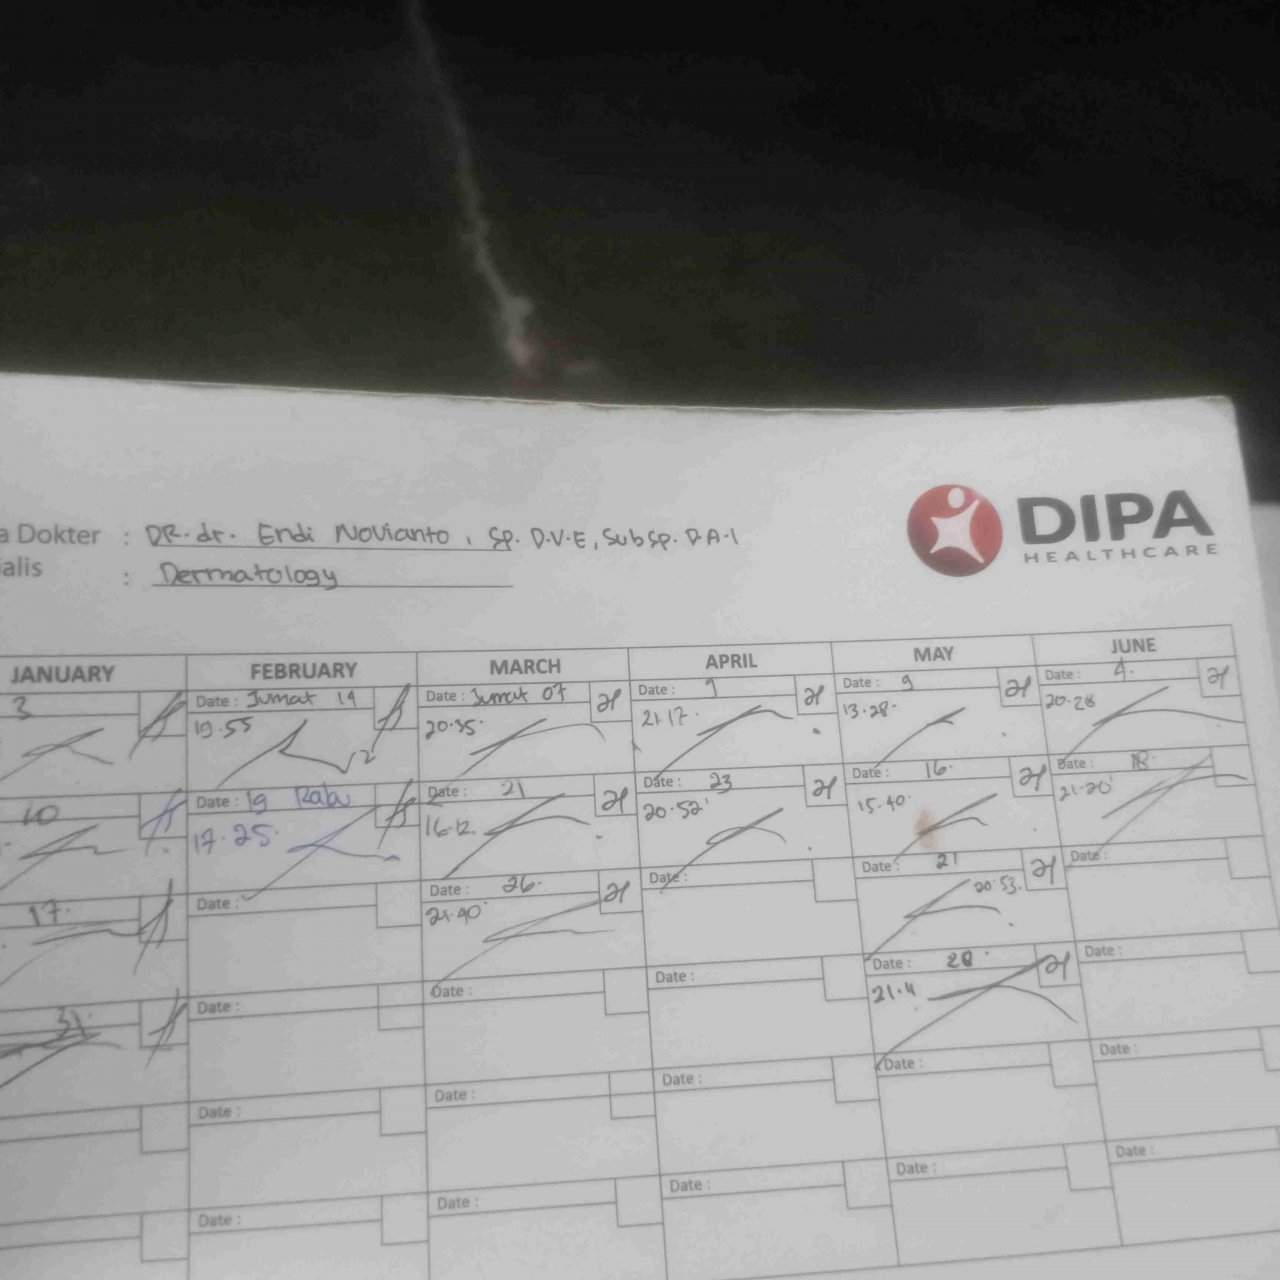 a Dokter : DR.dr. Endi Novianto, Sp. D.V.E, Subsp. D.A.I
alis : Dermatology
DIPA
HEALTHCARE
JANUARY FEBRUARY MARCH APRIL MAY JUNE
3 Date : Jumat 14 Date : Jumat 07 Date : 9 Date : 9 Date : 4.
19.55 20.35. 21.17. 13.28. 20.28
10 Date : 19 Rabu Date : 21 Date : 23 Date : 16. Date : 18.
17.25. 16.12. 20.52 15.40. 21.20
17. Date : Date : 26. Date : Date : 21 Date :
21.40 20.53.
31. Date : Date : Date : Date : 28. Date :
21.4
Date : Date : Date : Date : Date :
Date : Date : Date : Date : Date :